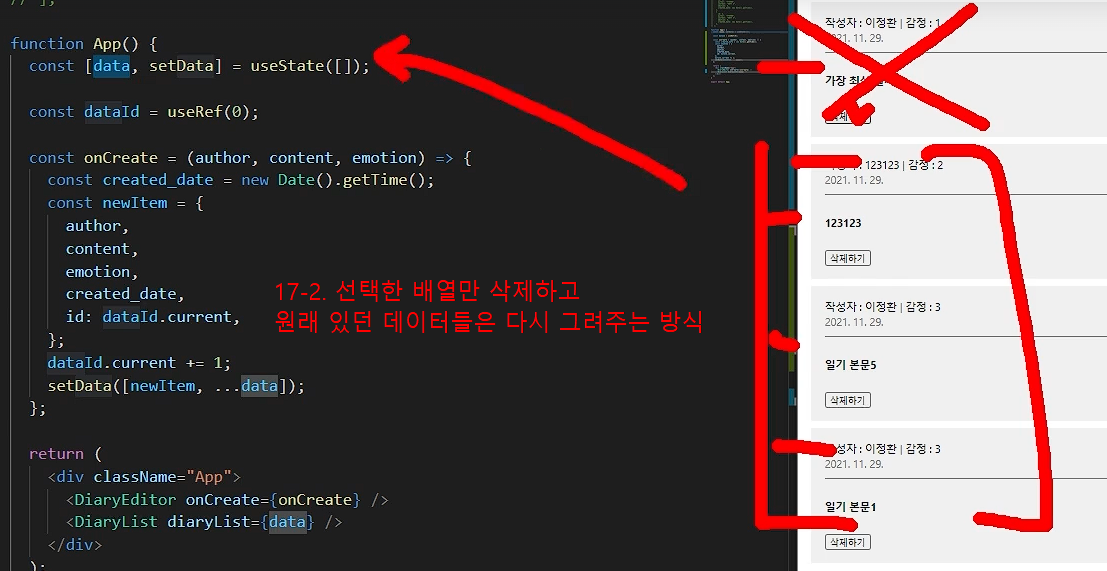 // ];
function App() {
const [data, setData] = useState([]);
const dataId = useRef(0);
const onCreate = (author, content, emotion) => {
const created_date = new Date().getTime();
const newItem = {
author,
content,
emotion,
created_date,
id: dataId.current,
};
dataId.current += 1;
setData([newItem, ...data]);
};
return (
<div className="App">
<DiaryEditor onCreate={onCreate} />
<DiaryList diaryList={data} />
</div>
);
17-2. 선택한 배열만 삭제하고
원래 있던 데이터들은 다시 그려주는 방식
작성자 : 이정환 | 감정 : 1
2021. 11. 29.
가장 최신
삭제하기
작성자 : 123123 | 감정 : 2
2021. 11. 29.
123123
삭제하기
작성자 : 이정환 | 감정 : 3
2021. 11. 29.
일기 본문5
삭제하기
작성자 : 이정환 | 감정 : 3
2021. 11. 29.
일기 본문1
삭제하기